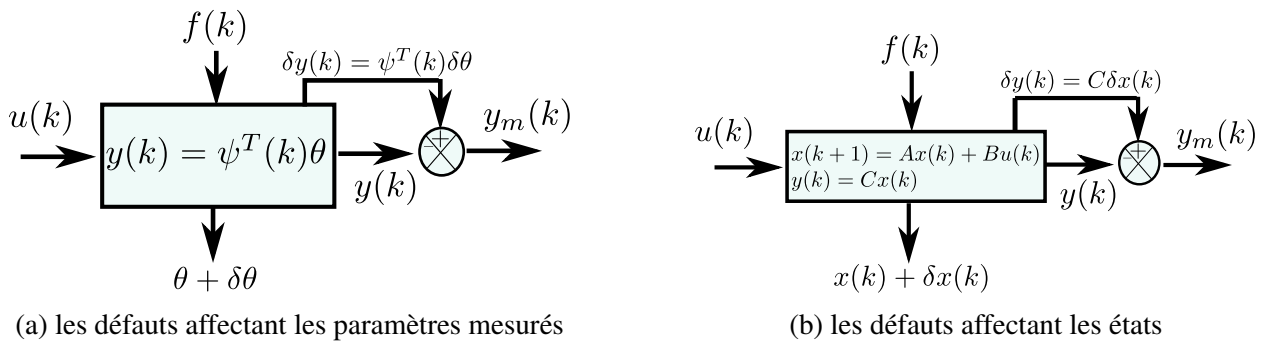 f(k)
δy(k) = ψ^T(k)δθ
u(k)
y(k) = ψ^T(k)θ
y_m(k)
y(k)
θ + δθ
(a) les défauts affectant les paramètres mesurés
f(k)
δy(k) = Cδx(k)
u(k)
x(k + 1) = Ax(k) + Bu(k)
y(k) = Cx(k)
y_m(k)
y(k)
x(k) + δx(k)
(b) les défauts affectant les états